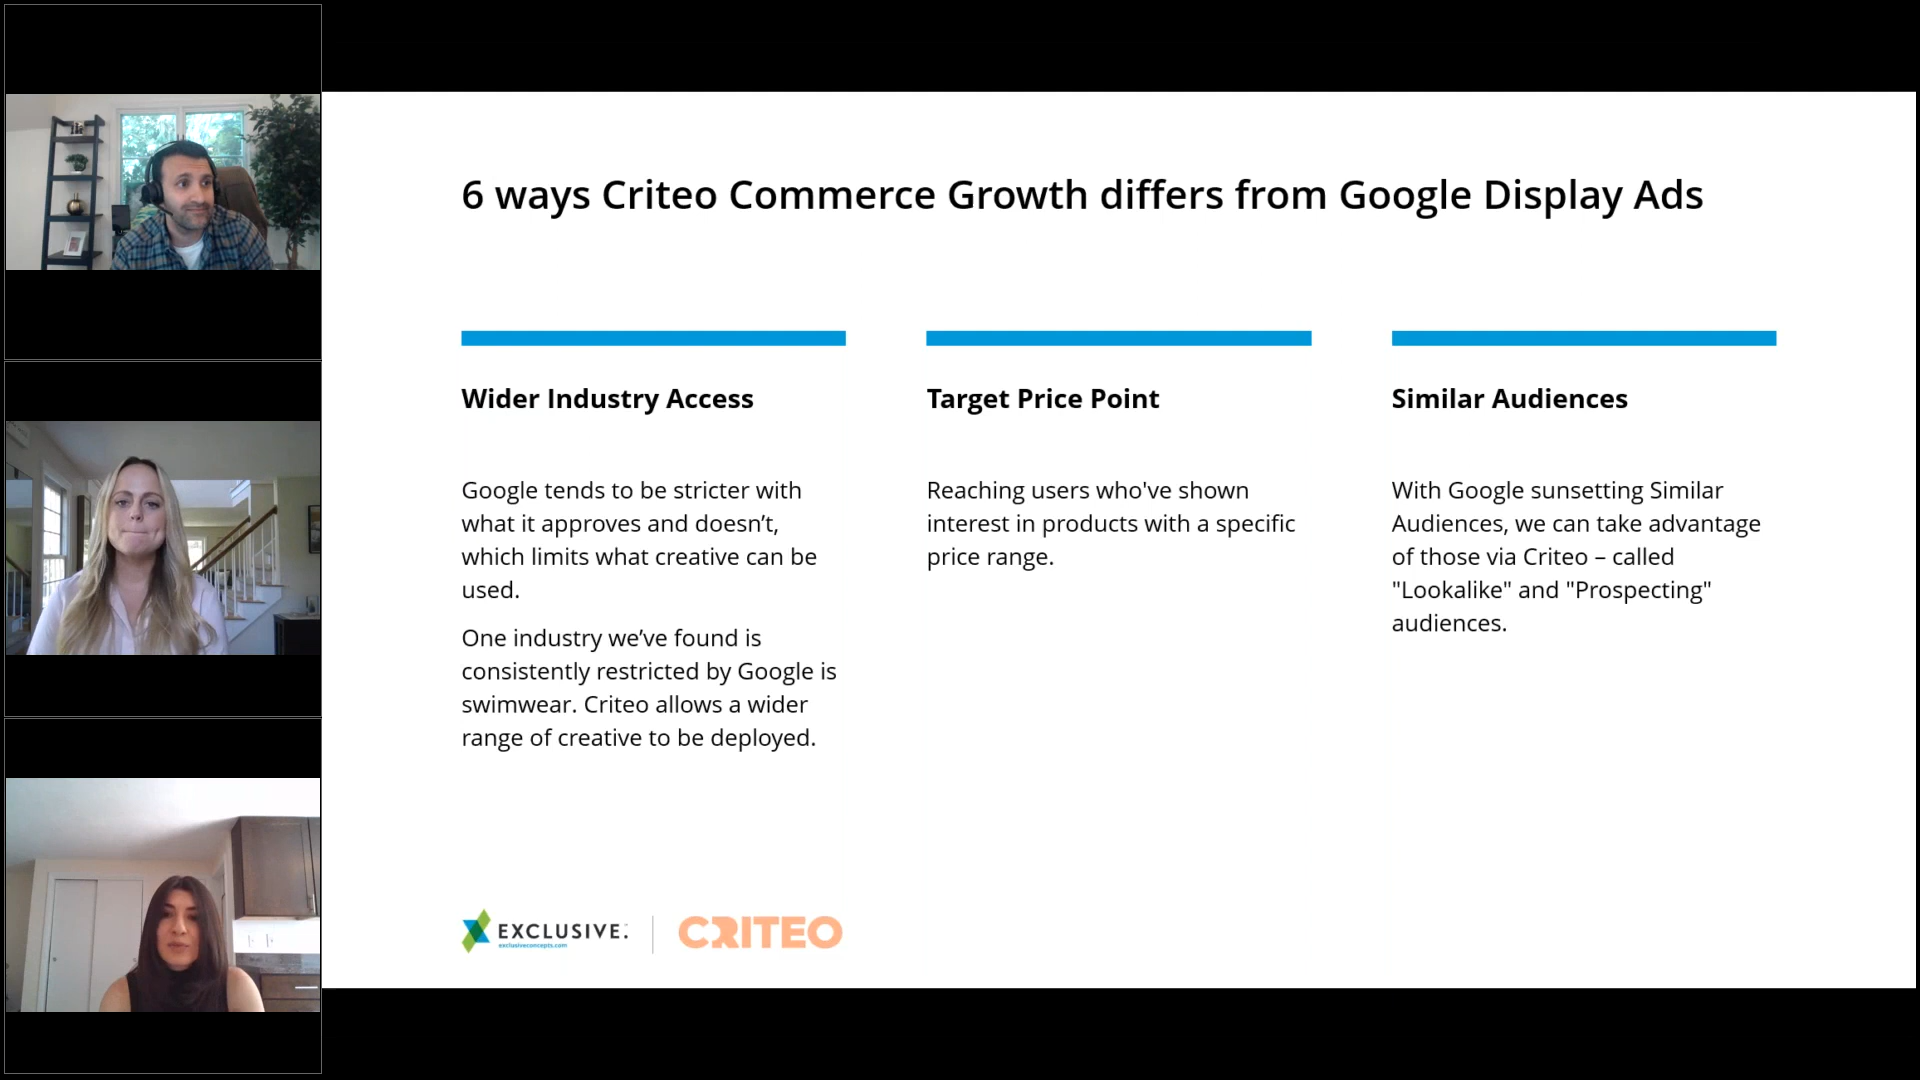 6 ways Criteo Commerce Growth differs from Google Display Ads
Wider Industry Access
Google tends to be stricter with
what it approves and doesn’t,
which limits what creative can be
used.
One industry we’ve found is
consistently restricted by Google is
swimwear. Criteo allows a wider
range of creative to be deployed.
Target Price Point
Reaching users who've shown
interest in products with a specific
price range.
Similar Audiences
With Google sunsetting Similar
Audiences, we can take advantage
of those via Criteo – called
"Lookalike" and "Prospecting"
audiences.
EXCLUSIVE.
exclusiveconcepts.com
CRITEO